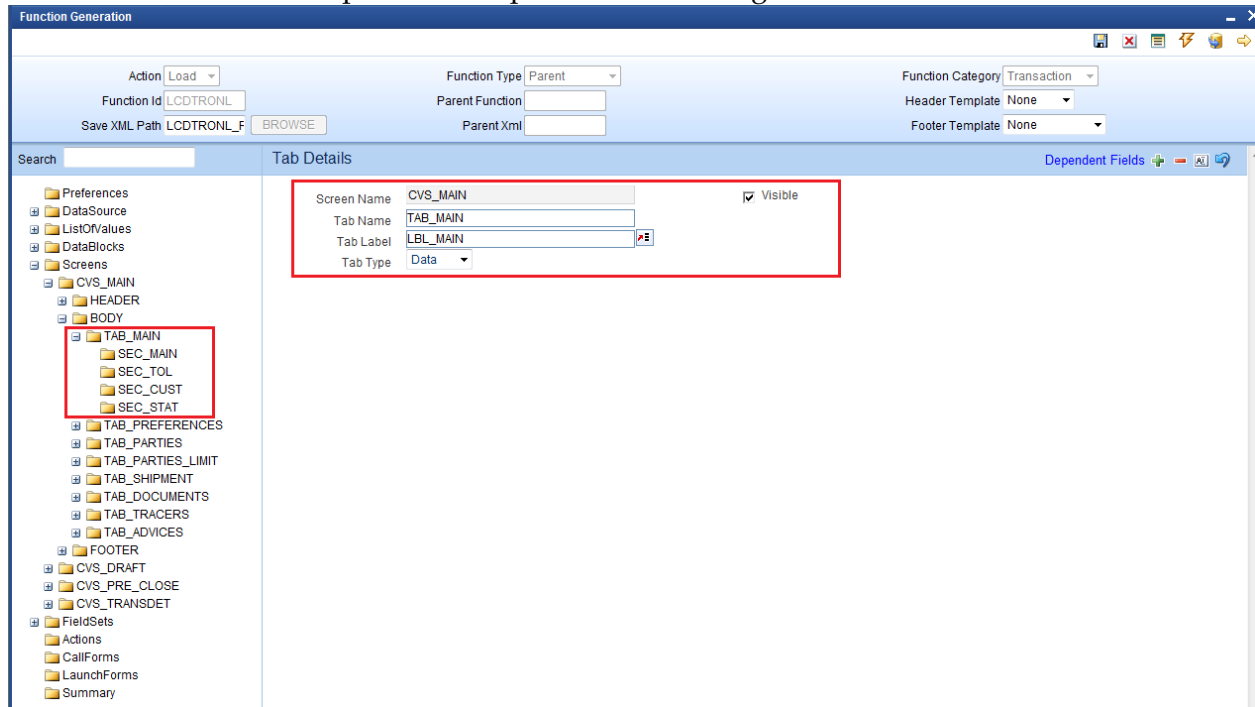 Function Generation
Action Load Function Type Parent Function Category Transaction
Function Id LCDTRONL Parent Function Header Template None
Save XML Path LCDTRONL_F BROWSE Parent Xml Footer Template None
Search Tab Details Dependent Fields
Preferences
DataSource
ListOfValues
DataBlocks
Screens
CVS_MAIN
HEADER
BODY
TAB_MAIN
SEC_MAIN
SEC_TOL
SEC_CUST
SEC_STAT
TAB_PREFERENCES
TAB_PARTIES
TAB_PARTIES_LIMIT
TAB_SHIPMENT
TAB_DOCUMENTS
TAB_TRACERS
TAB_ADVICES
FOOTER
CVS_DRAFT
CVS_PRE_CLOSE
CVS_TRANSDET
FieldSets
Actions
CallForms
LaunchForms
Summary
Screen Name CVS_MAIN Visible
Tab Name TAB_MAIN
Tab Label LBL_MAIN
Tab Type Data